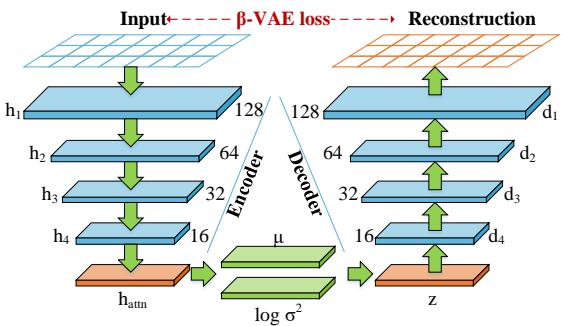 Input β-VAE loss Reconstruction
h₁ 128 128 d₁
h₂ 64 64 d₂
h₃ 32 32 d₃
Encoder Decoder
h₄ 16 16 d₄
μ
hₐₜₜₙ z
log σ²